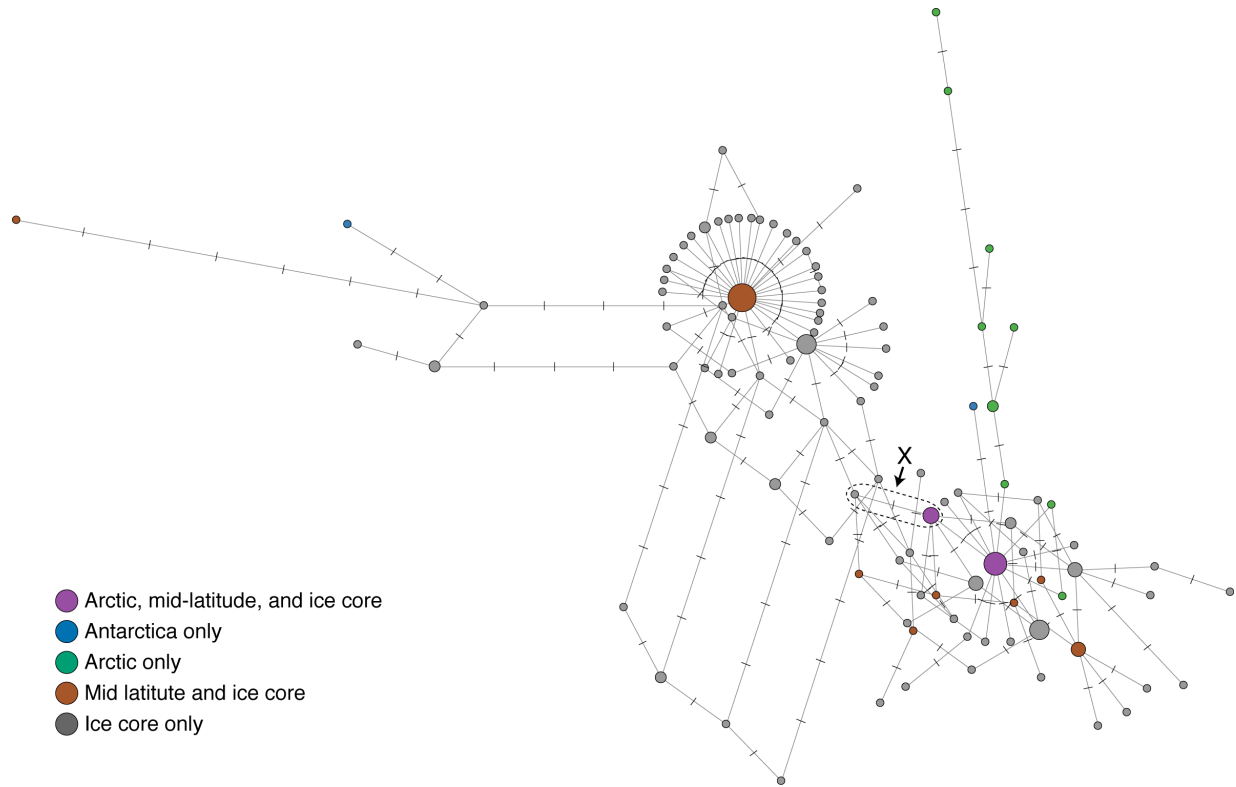 X
Arctic, mid-latitude, and ice core
Antarctica only
Arctic only
Mid latitute and ice core
Ice core only